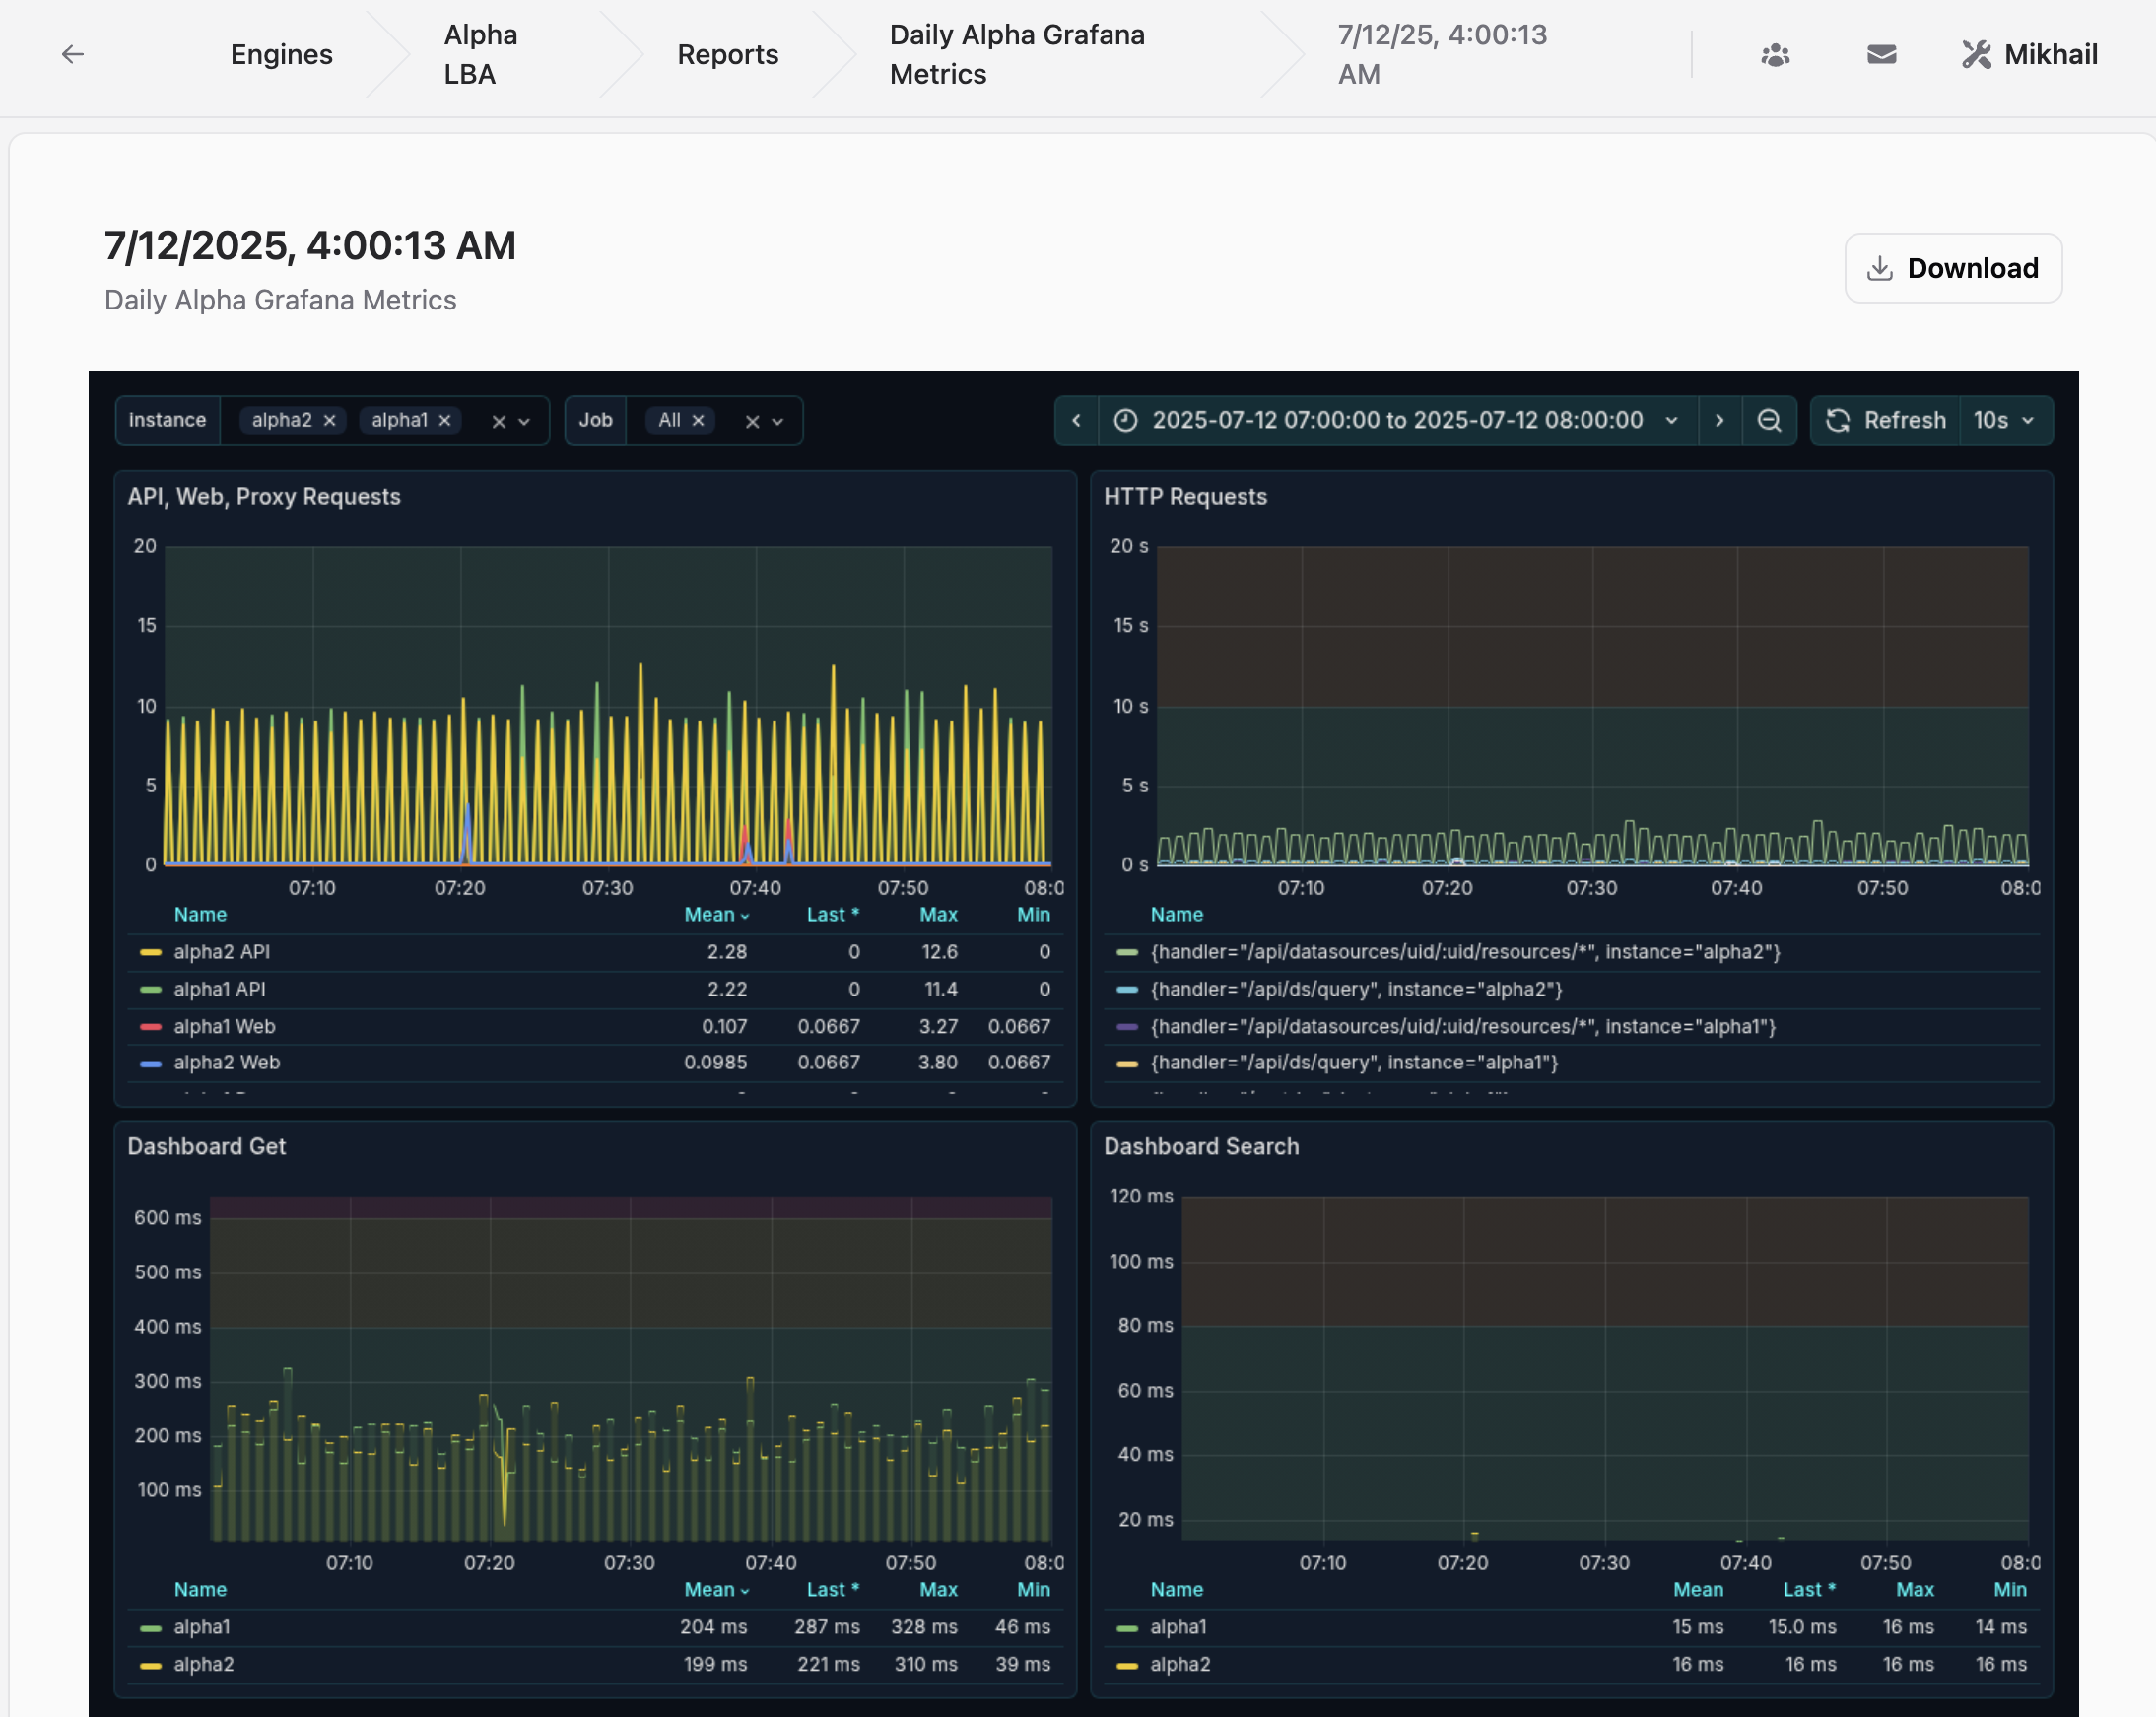 Engines
Alpha LBA
Reports
Daily Alpha Grafana Metrics
7/12/25, 4:00:13 AM
Mikhail
7/12/2025, 4:00:13 AM
Daily Alpha Grafana Metrics
Download
instance alpha2 alpha1 Job All
2025-07-12 07:00:00 to 2025-07-12 08:00:00 Refresh 10s
API, Web, Proxy Requests
20
15
10
5
0
07:10 07:20 07:30 07:40 07:50 08:0
Name Mean Last * Max Min
alpha2 API 2.28 0 12.6 0
alpha1 API 2.22 0 11.4 0
alpha1 Web 0.107 0.0667 3.27 0.0667
alpha2 Web 0.0985 0.0667 3.80 0.0667
HTTP Requests
20 s
15 s
10 s
5 s
0 s
07:10 07:20 07:30 07:40 07:50 08:0
Name
{handler="/api/datasources/uid/:uid/resources/*", instance="alpha2"}
{handler="/api/ds/query", instance="alpha2"}
{handler="/api/datasources/uid/:uid/resources/*", instance="alpha1"}
{handler="/api/ds/query", instance="alpha1"}
Dashboard Get
600 ms
500 ms
400 ms
300 ms
200 ms
100 ms
07:10 07:20 07:30 07:40 07:50 08:0
Name Mean Last * Max Min
alpha1 204 ms 287 ms 328 ms 46 ms
alpha2 199 ms 221 ms 310 ms 39 ms
Dashboard Search
120 ms
100 ms
80 ms
60 ms
40 ms
20 ms
07:10 07:20 07:30 07:40 07:50 08:0
Name Mean Last * Max Min
alpha1 15 ms 15.0 ms 16 ms 14 ms
alpha2 16 ms 16 ms 16 ms 16 ms